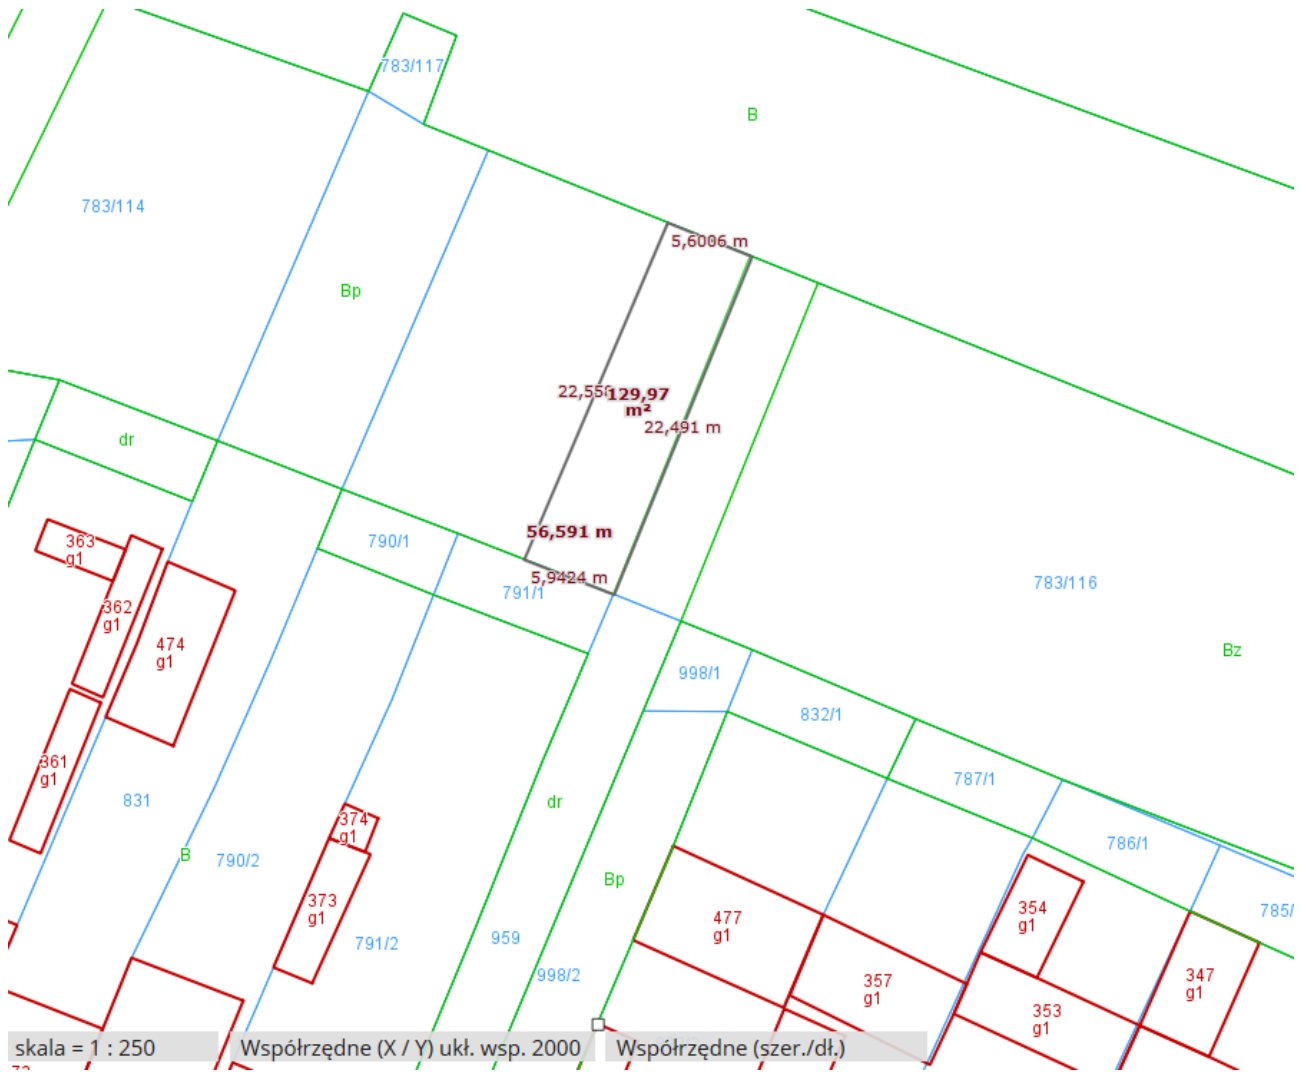 783/117
B
783/114
5,6006 m
Bp
22,558
129,97
m²
22,491 m
dr
56,591 m
363
g1
790/1
5,9424 m
791/1
783/116
362
g1
474
g1
Bz
998/1
832/1
361
g1
787/1
831
dr
374
g1
786/1
B
790/2
Bp
373
g1
477
g1
354
g1
785/
959
791/2
998/2
357
g1
347
g1
353
g1
skala = 1 : 250
Współrzędne (X / Y) ukł. wsp. 2000
Współrzędne (szer./dł.)